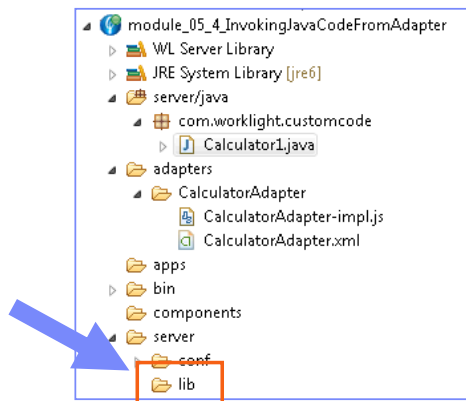 module_05_4_InvokingJavaCodeFromAdapter
WL Server Library
JRE System Library [jre6]
server/java
com.worklight.customcode
Calculator1.java
adapters
CalculatorAdapter
CalculatorAdapter-impl.js
CalculatorAdapter.xml
apps
bin
components
server
conf
lib